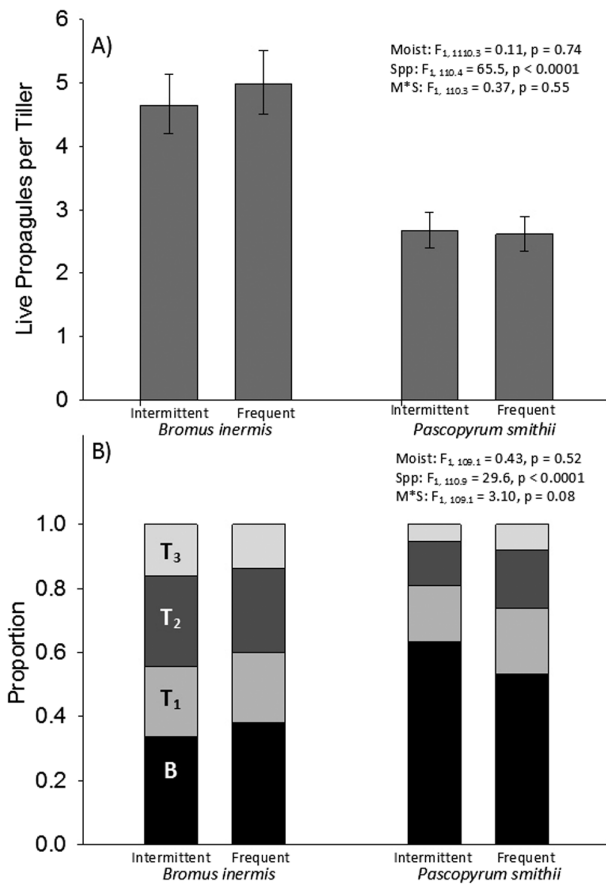 A)
Moist: F1, 1110.3 = 0.11, p = 0.74
Spp: F1, 110.4 = 65.5, p < 0.0001
M*S: F1, 110.3 = 0.37, p = 0.55
Live Propagules per Tiller
6
5
4
3
2
1
0
Intermittent Frequent Intermittent Frequent
Bromus inermis Pascopyrum smithii
B)
Moist: F1, 109.1 = 0.43, p = 0.52
Spp: F1, 110.9 = 29.6, p < 0.0001
M*S: F1, 109.1 = 3.10, p = 0.08
Proportion
1.0
0.8
0.6
0.4
0.2
0.0
T3
T2
T1
B
Intermittent Frequent Intermittent Frequent
Bromus inermis Pascopyrum smithii